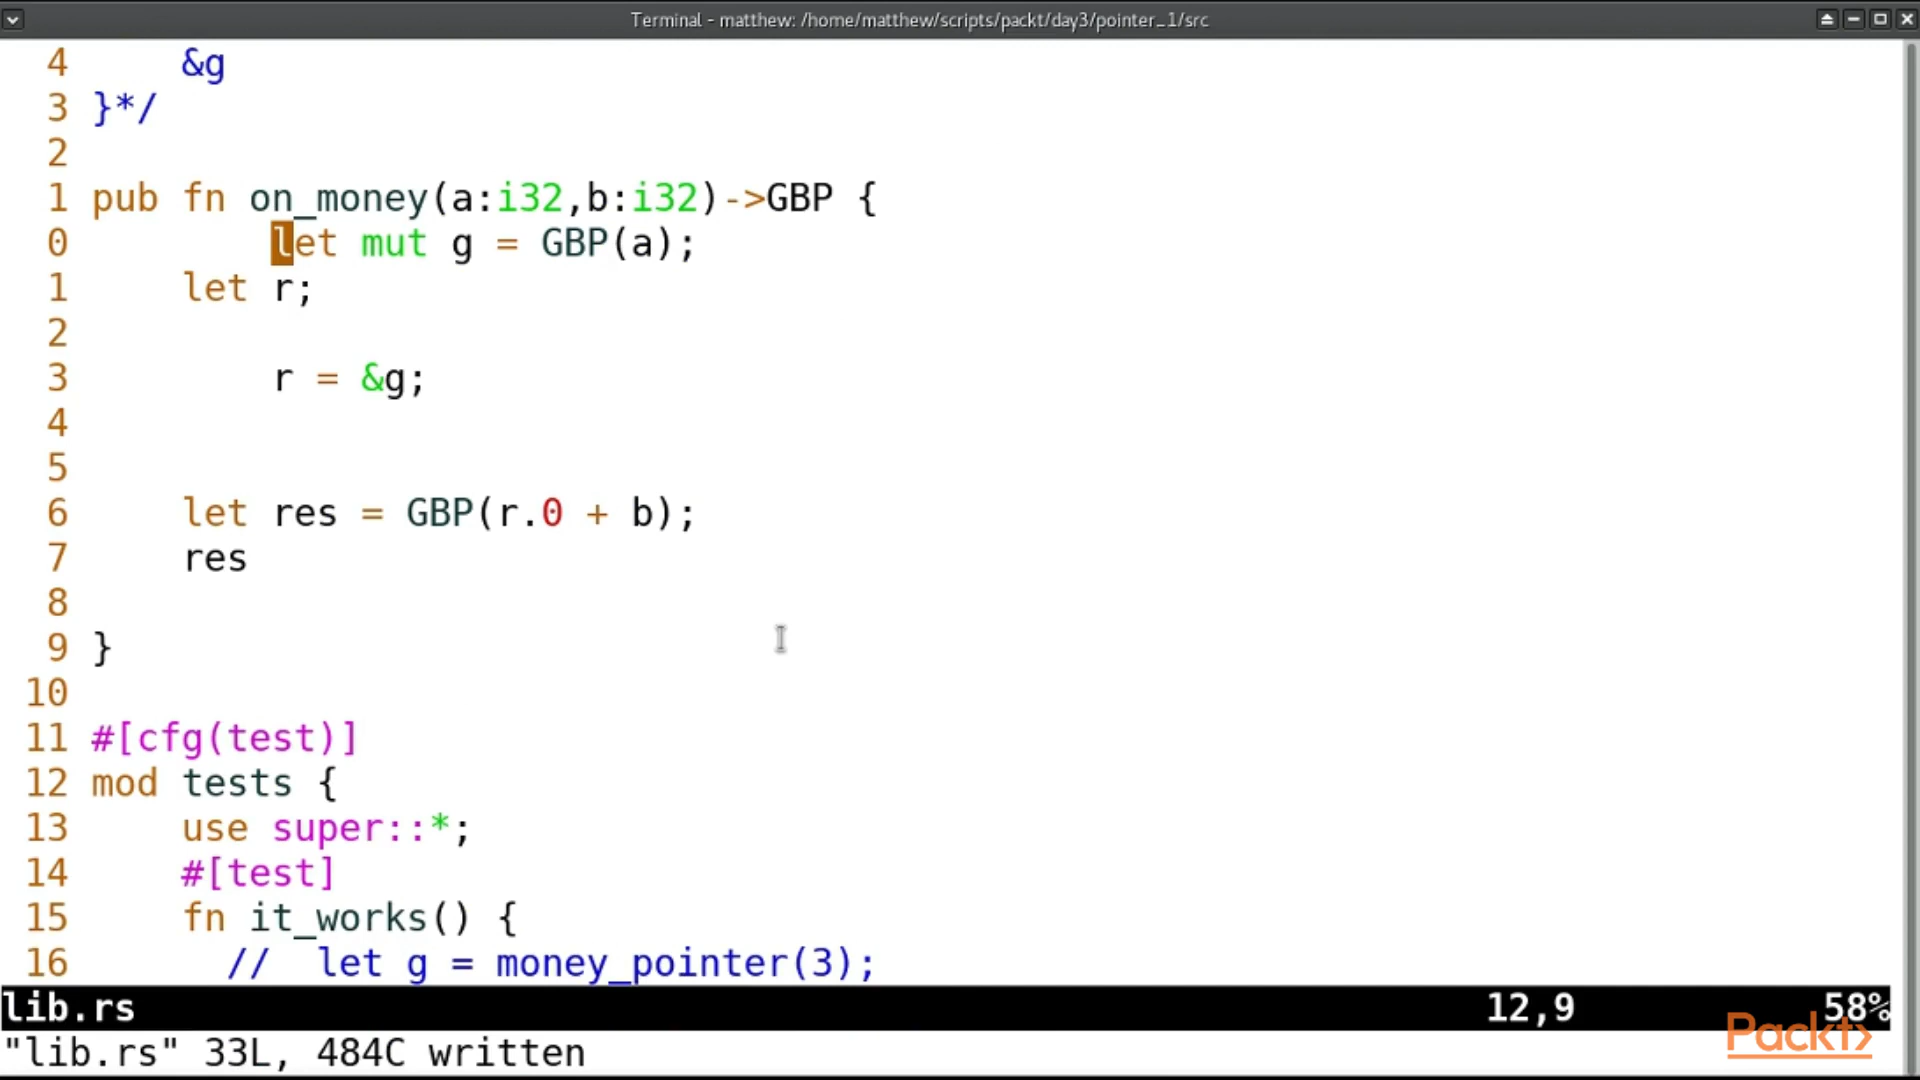 Terminal - matthew: /home/matthew/scripts/packt/day3/pointer_1/src
4     &g
3 }*/
2
1 pub fn on_money(a:i32,b:i32)->GBP {
0         let mut g = GBP(a);
1     let r;
2
3         r = &g;
4
5
6     let res = GBP(r.0 + b);
7     res
8
9 }
10
11 #[cfg(test)]
12 mod tests {
13     use super::*;
14     #[test]
15     fn it_works() {
16       //  let g = money_pointer(3);
lib.rs 12,9 58%
"lib.rs" 33L, 484C written
Packt>